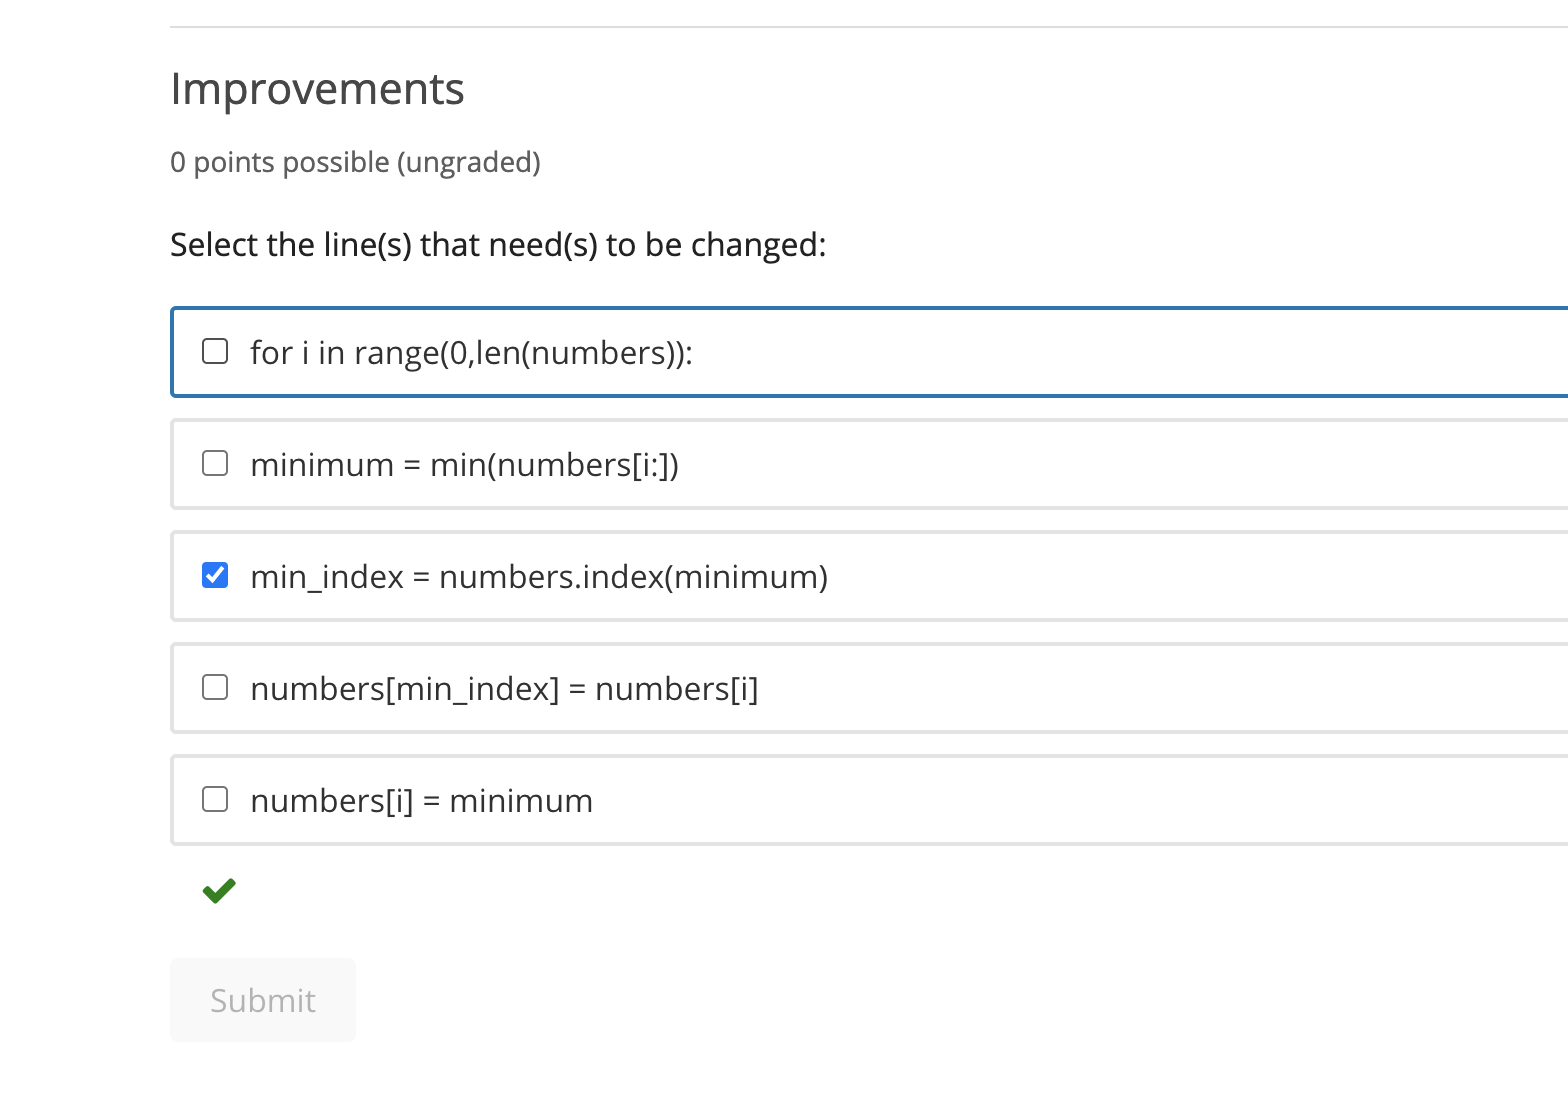 Improvements
0 points possible (ungraded)
Select the line(s) that need(s) to be changed:
for i in range(0,len(numbers)):
minimum = min(numbers[i:])
min_index = numbers.index(minimum)
numbers[min_index] = numbers[i]
numbers[i] = minimum
Submit